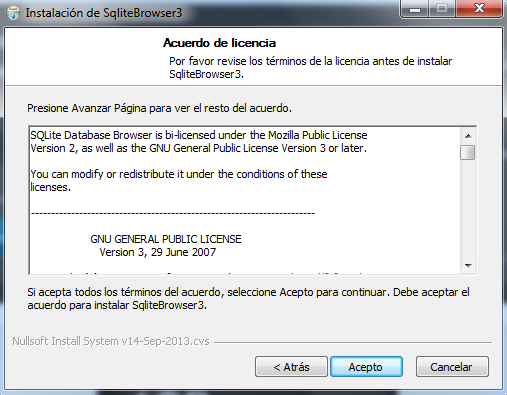 Instalación de SqliteBrowser3
Acuerdo de licencia
Por favor revise los términos de la licencia antes de instalar
SqliteBrowser3.
Presione Avanzar Página para ver el resto del acuerdo.
SQLite Database Browser is bi-licensed under the Mozilla Public License
Version 2, as well as the GNU General Public License Version 3 or later.
You can modify or redistribute it under the conditions of these
licenses.
----------------------------------------------------------------------
GNU GENERAL PUBLIC LICENSE
Version 3, 29 June 2007
Si acepta todos los términos del acuerdo, seleccione Acepto para continuar. Debe aceptar el
acuerdo para instalar SqliteBrowser3.
Nullsoft Install System v14-Sep-2013.cvs
< Atrás
Acepto
Cancelar